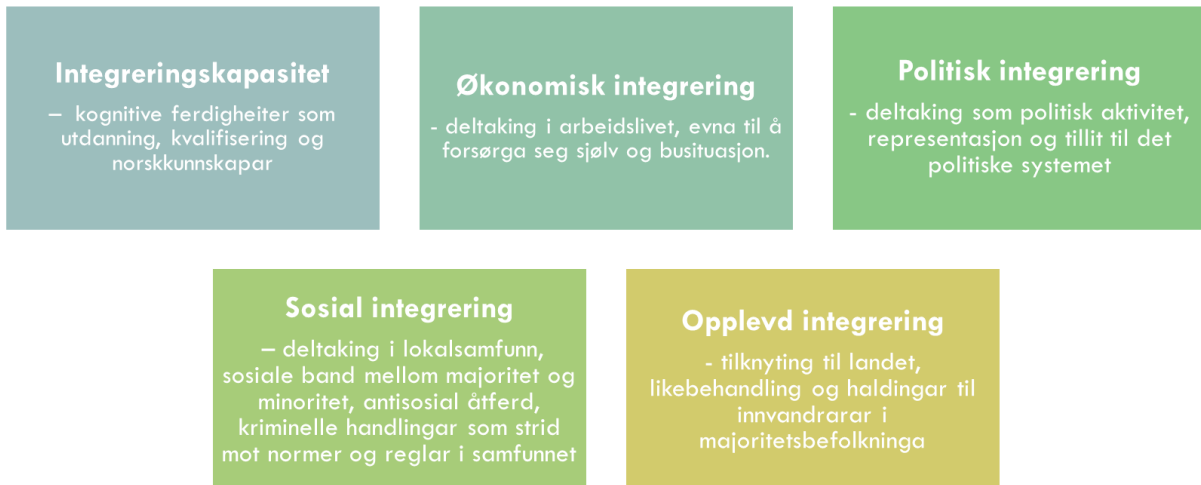 Integreringskapasitet
– kognitive ferdigheiter som
utdanning, kvalifisering og
norskkunnskapar
Økonomisk integrering
- deltaking i arbeidslivet, evna til å
forsørga seg sjølv og busituasjon.
Politisk integrering
- deltaking som politisk aktivitet,
representasjon og tillit til det
politiske systemet
Sosial integrering
– deltaking i lokalsamfunn,
sosiale band mellom majoritet og
minoritet, antisosial åtferd,
kriminelle handlingar som strid
mot normer og reglar i samfunnet
Opplevd integrering
- tilknyting til landet,
likebehandling og haldingar til
innvandrarar i
majoritetsbefolkninga